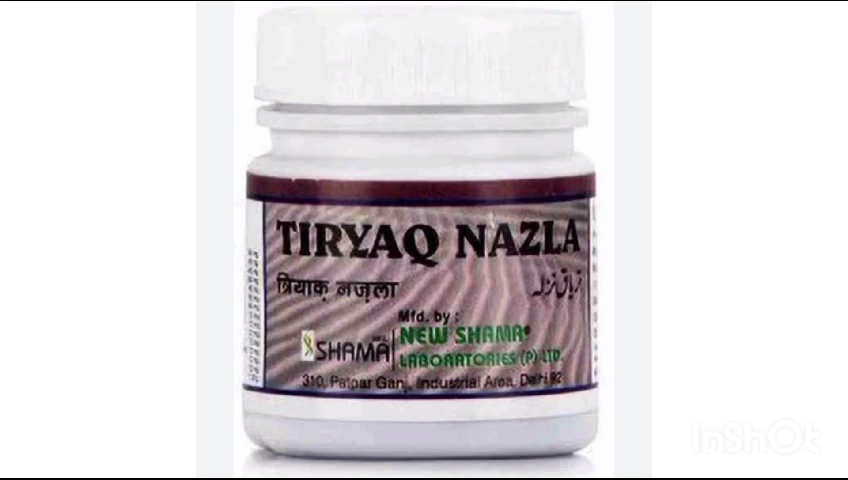 TIRYAQ NAZLA
त्रियाक़ नज़ला
تریاق نزلہ
Mfd. by :
SHAMA
NEW SHAMA®
LABORATORIES (P) LTD.
310, Patpar Ganj, Industrial Area, Delhi 92
InShOt